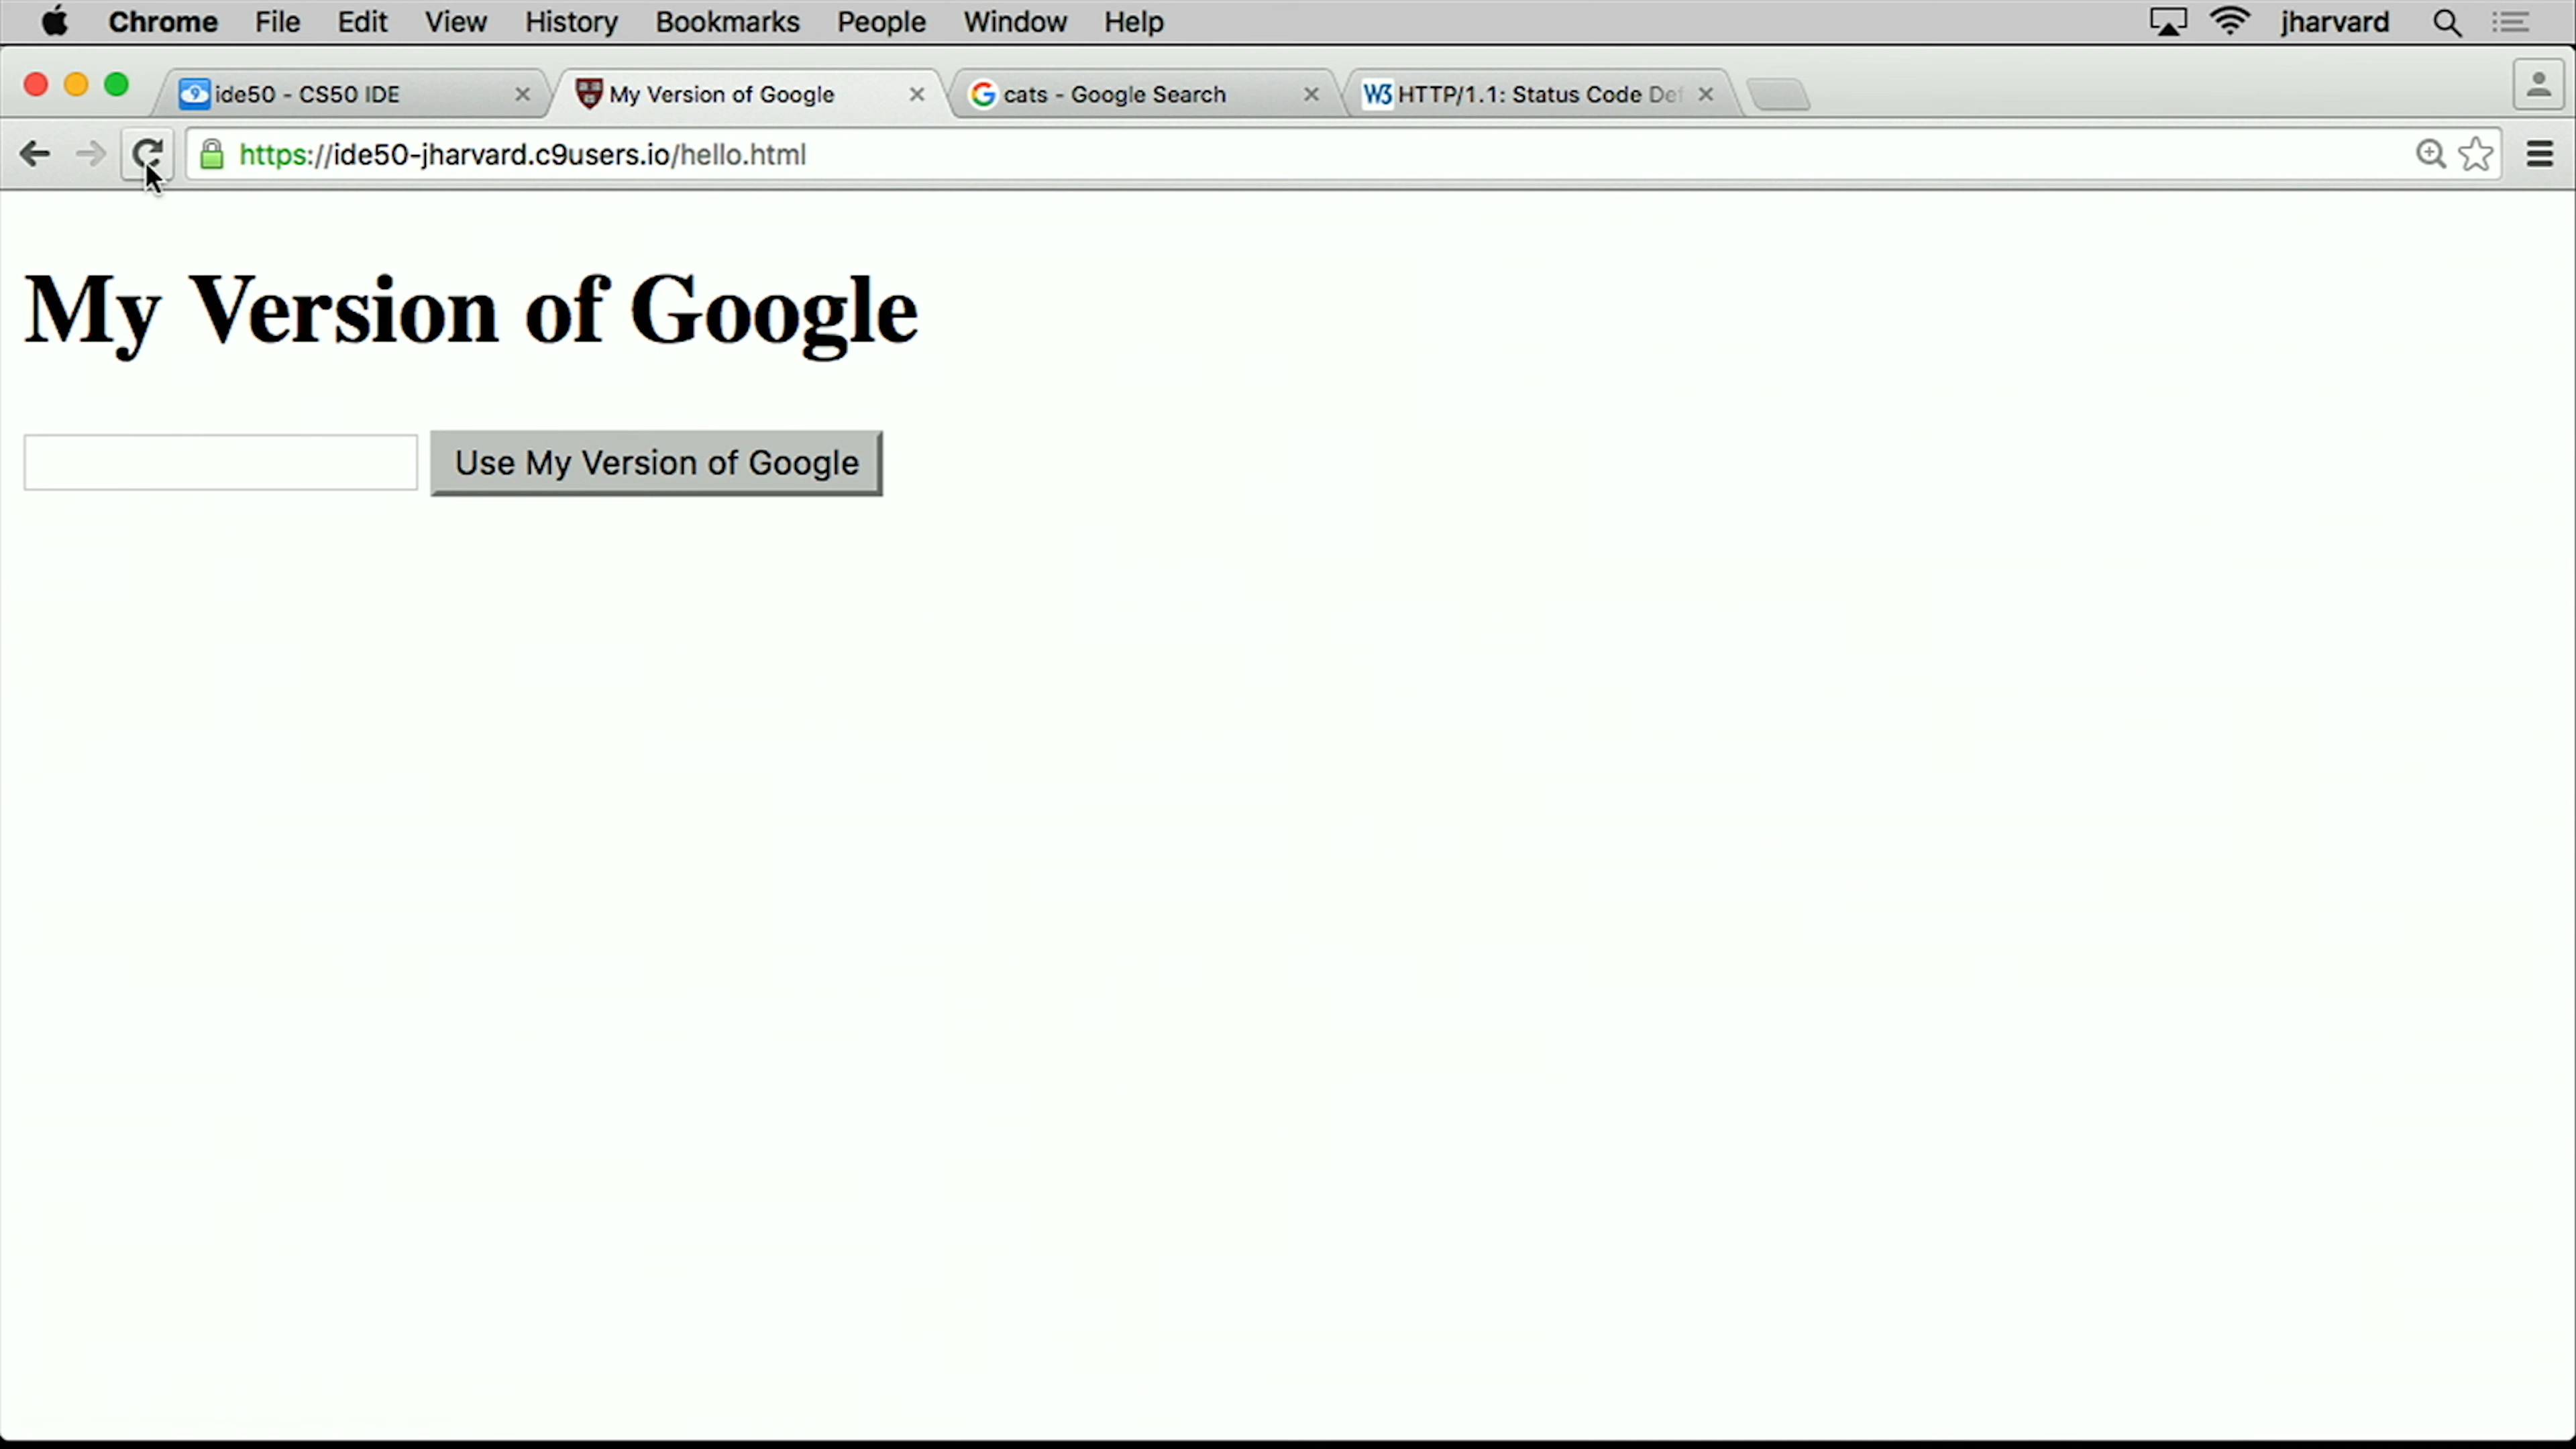 Chrome File Edit View History Bookmarks People Window Help jharvard
ide50 - CS50 IDE My Version of Google cats - Google Search W3 HTTP/1.1: Status Code Def
https://ide50-jharvard.c9users.io/hello.html
My Version of Google
Use My Version of Google